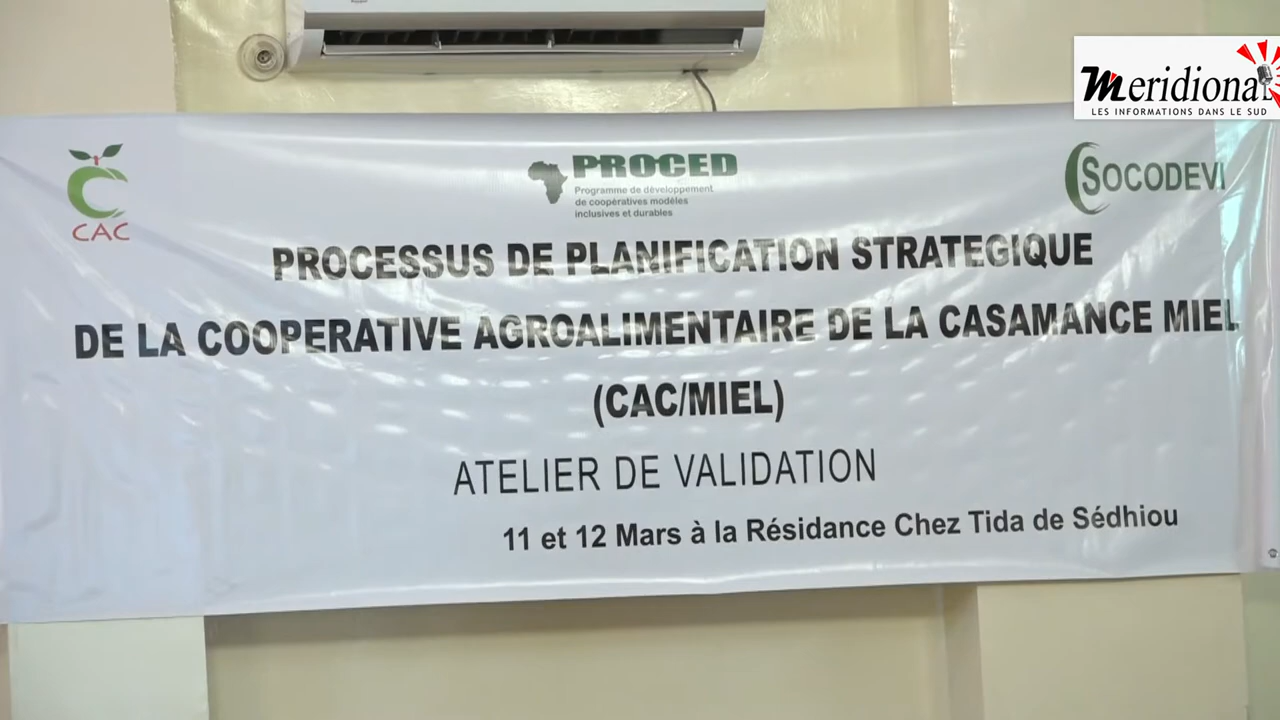 Meridional
LES INFORMATIONS DANS LE SUD
CAC
PROCED
Programme de développement
de coopératives modèles
inclusives et durables
SOCODEVI
PROCESSUS DE PLANIFICATION STRATEGIQUE
DE LA COOPERATIVE AGROALIMENTAIRE DE LA CASAMANCE MIEL
(CAC/MIEL)
ATELIER DE VALIDATION
11 et 12 Mars à la Résidance Chez Tida de Sédhiou